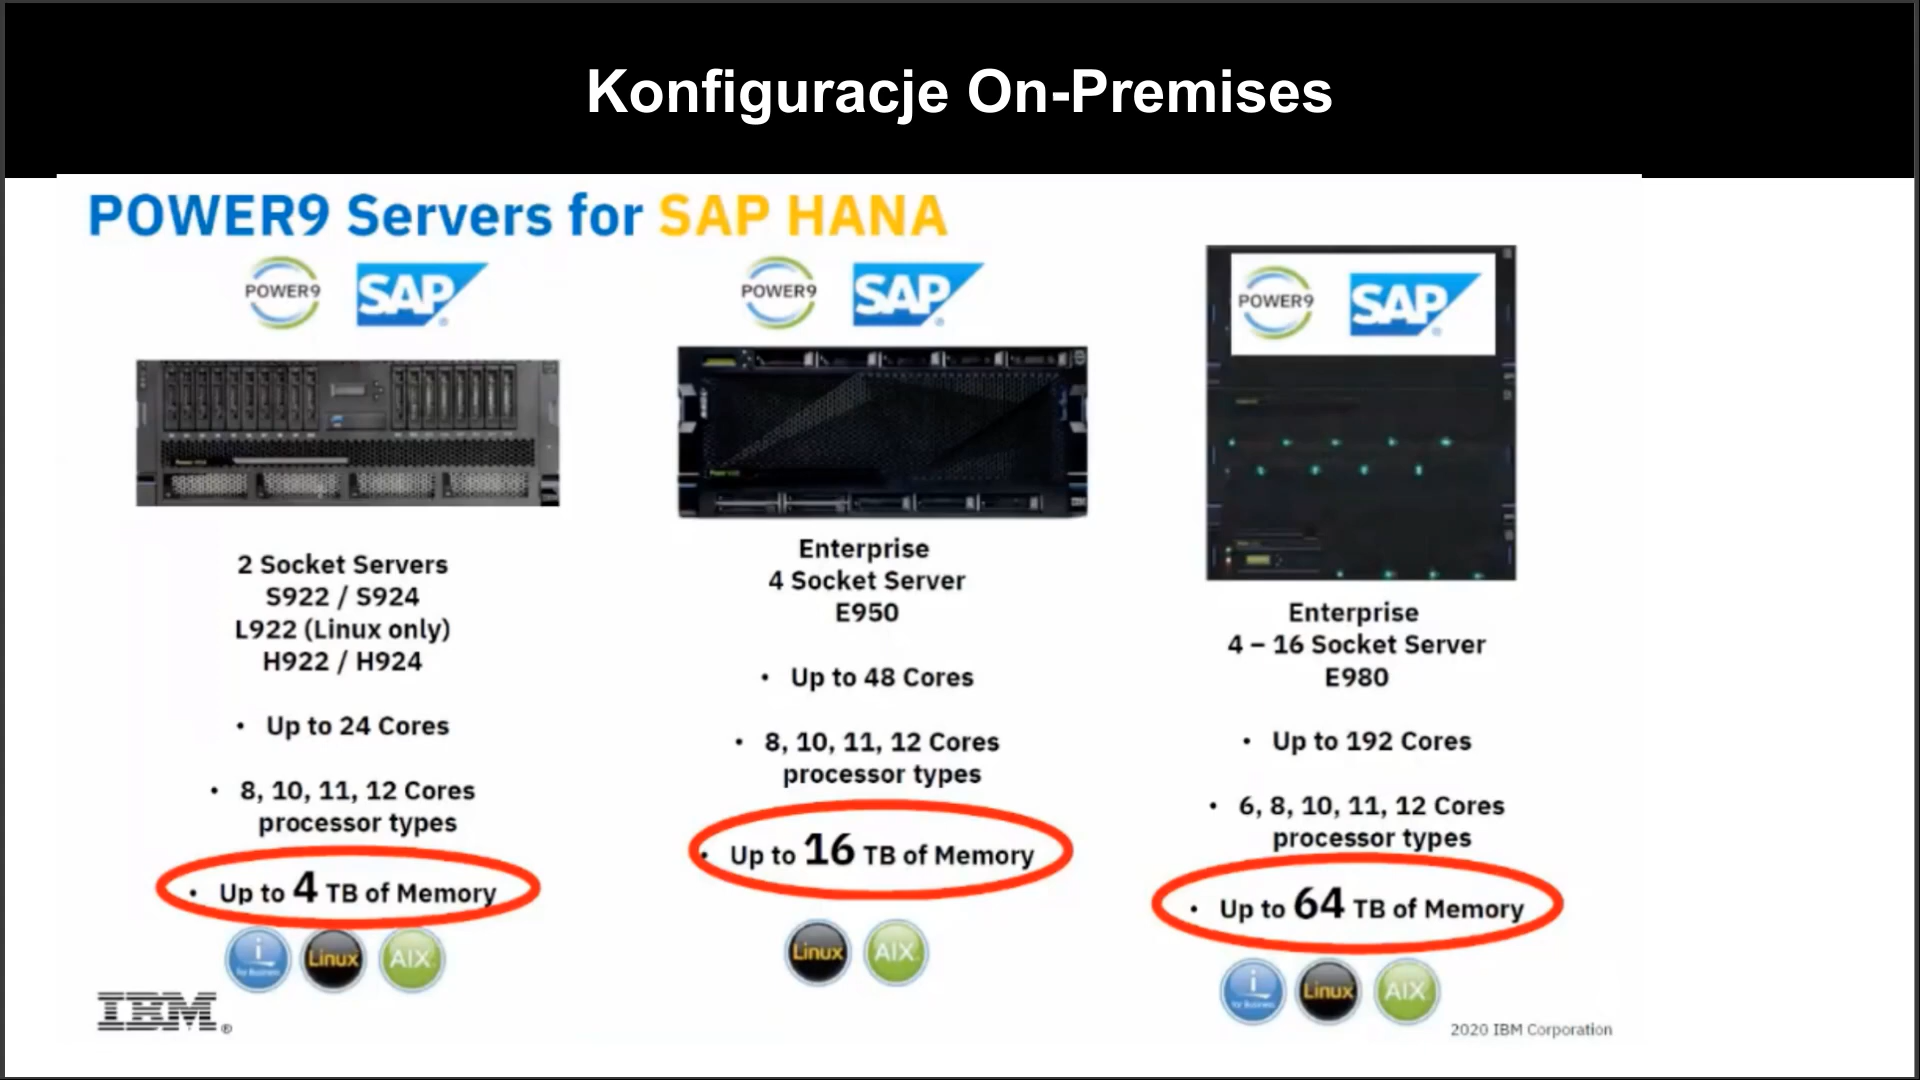 Konfiguracje On-Premises
POWER9 Servers for SAP HANA
POWER9
SAP®
2 Socket Servers
S922 / S924
L922 (Linux only)
H922 / H924
• Up to 24 Cores
• 8, 10, 11, 12 Cores
processor types
• Up to 4 TB of Memory
i
for Business
Linux
AIX
POWER9
SAP®
Enterprise
4 Socket Server
E950
• Up to 48 Cores
• 8, 10, 11, 12 Cores
processor types
• Up to 16 TB of Memory
Linux
AIX
POWER9
SAP®
Enterprise
4 – 16 Socket Server
E980
• Up to 192 Cores
• 6, 8, 10, 11, 12 Cores
processor types
• Up to 64 TB of Memory
i
for Business
Linux
AIX
IBM®
2020 IBM Corporation